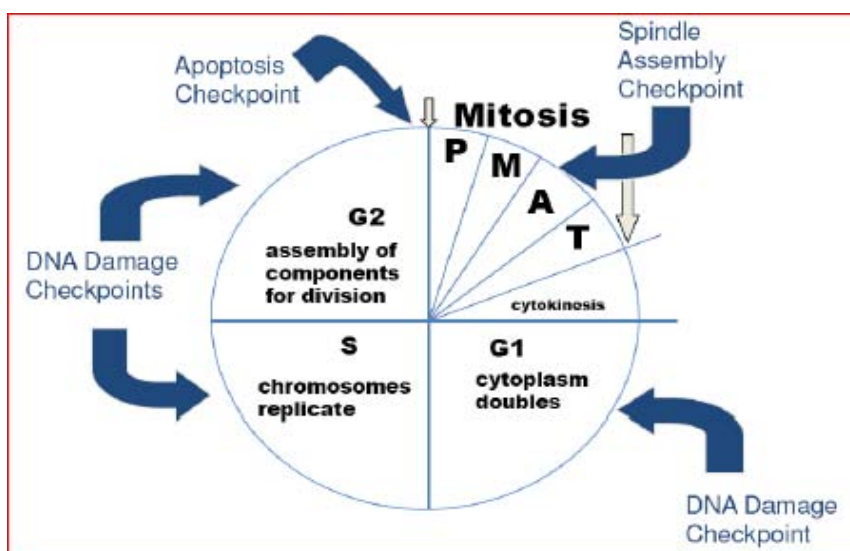 Apoptosis
Checkpoint
Spindle
Assembly
Checkpoint
Mitosis
P
M
A
T
cytokinesis
G2
assembly of
components
for division
DNA Damage
Checkpoints
S
chromosomes
replicate
G1
cytoplasm
doubles
DNA Damage
Checkpoint